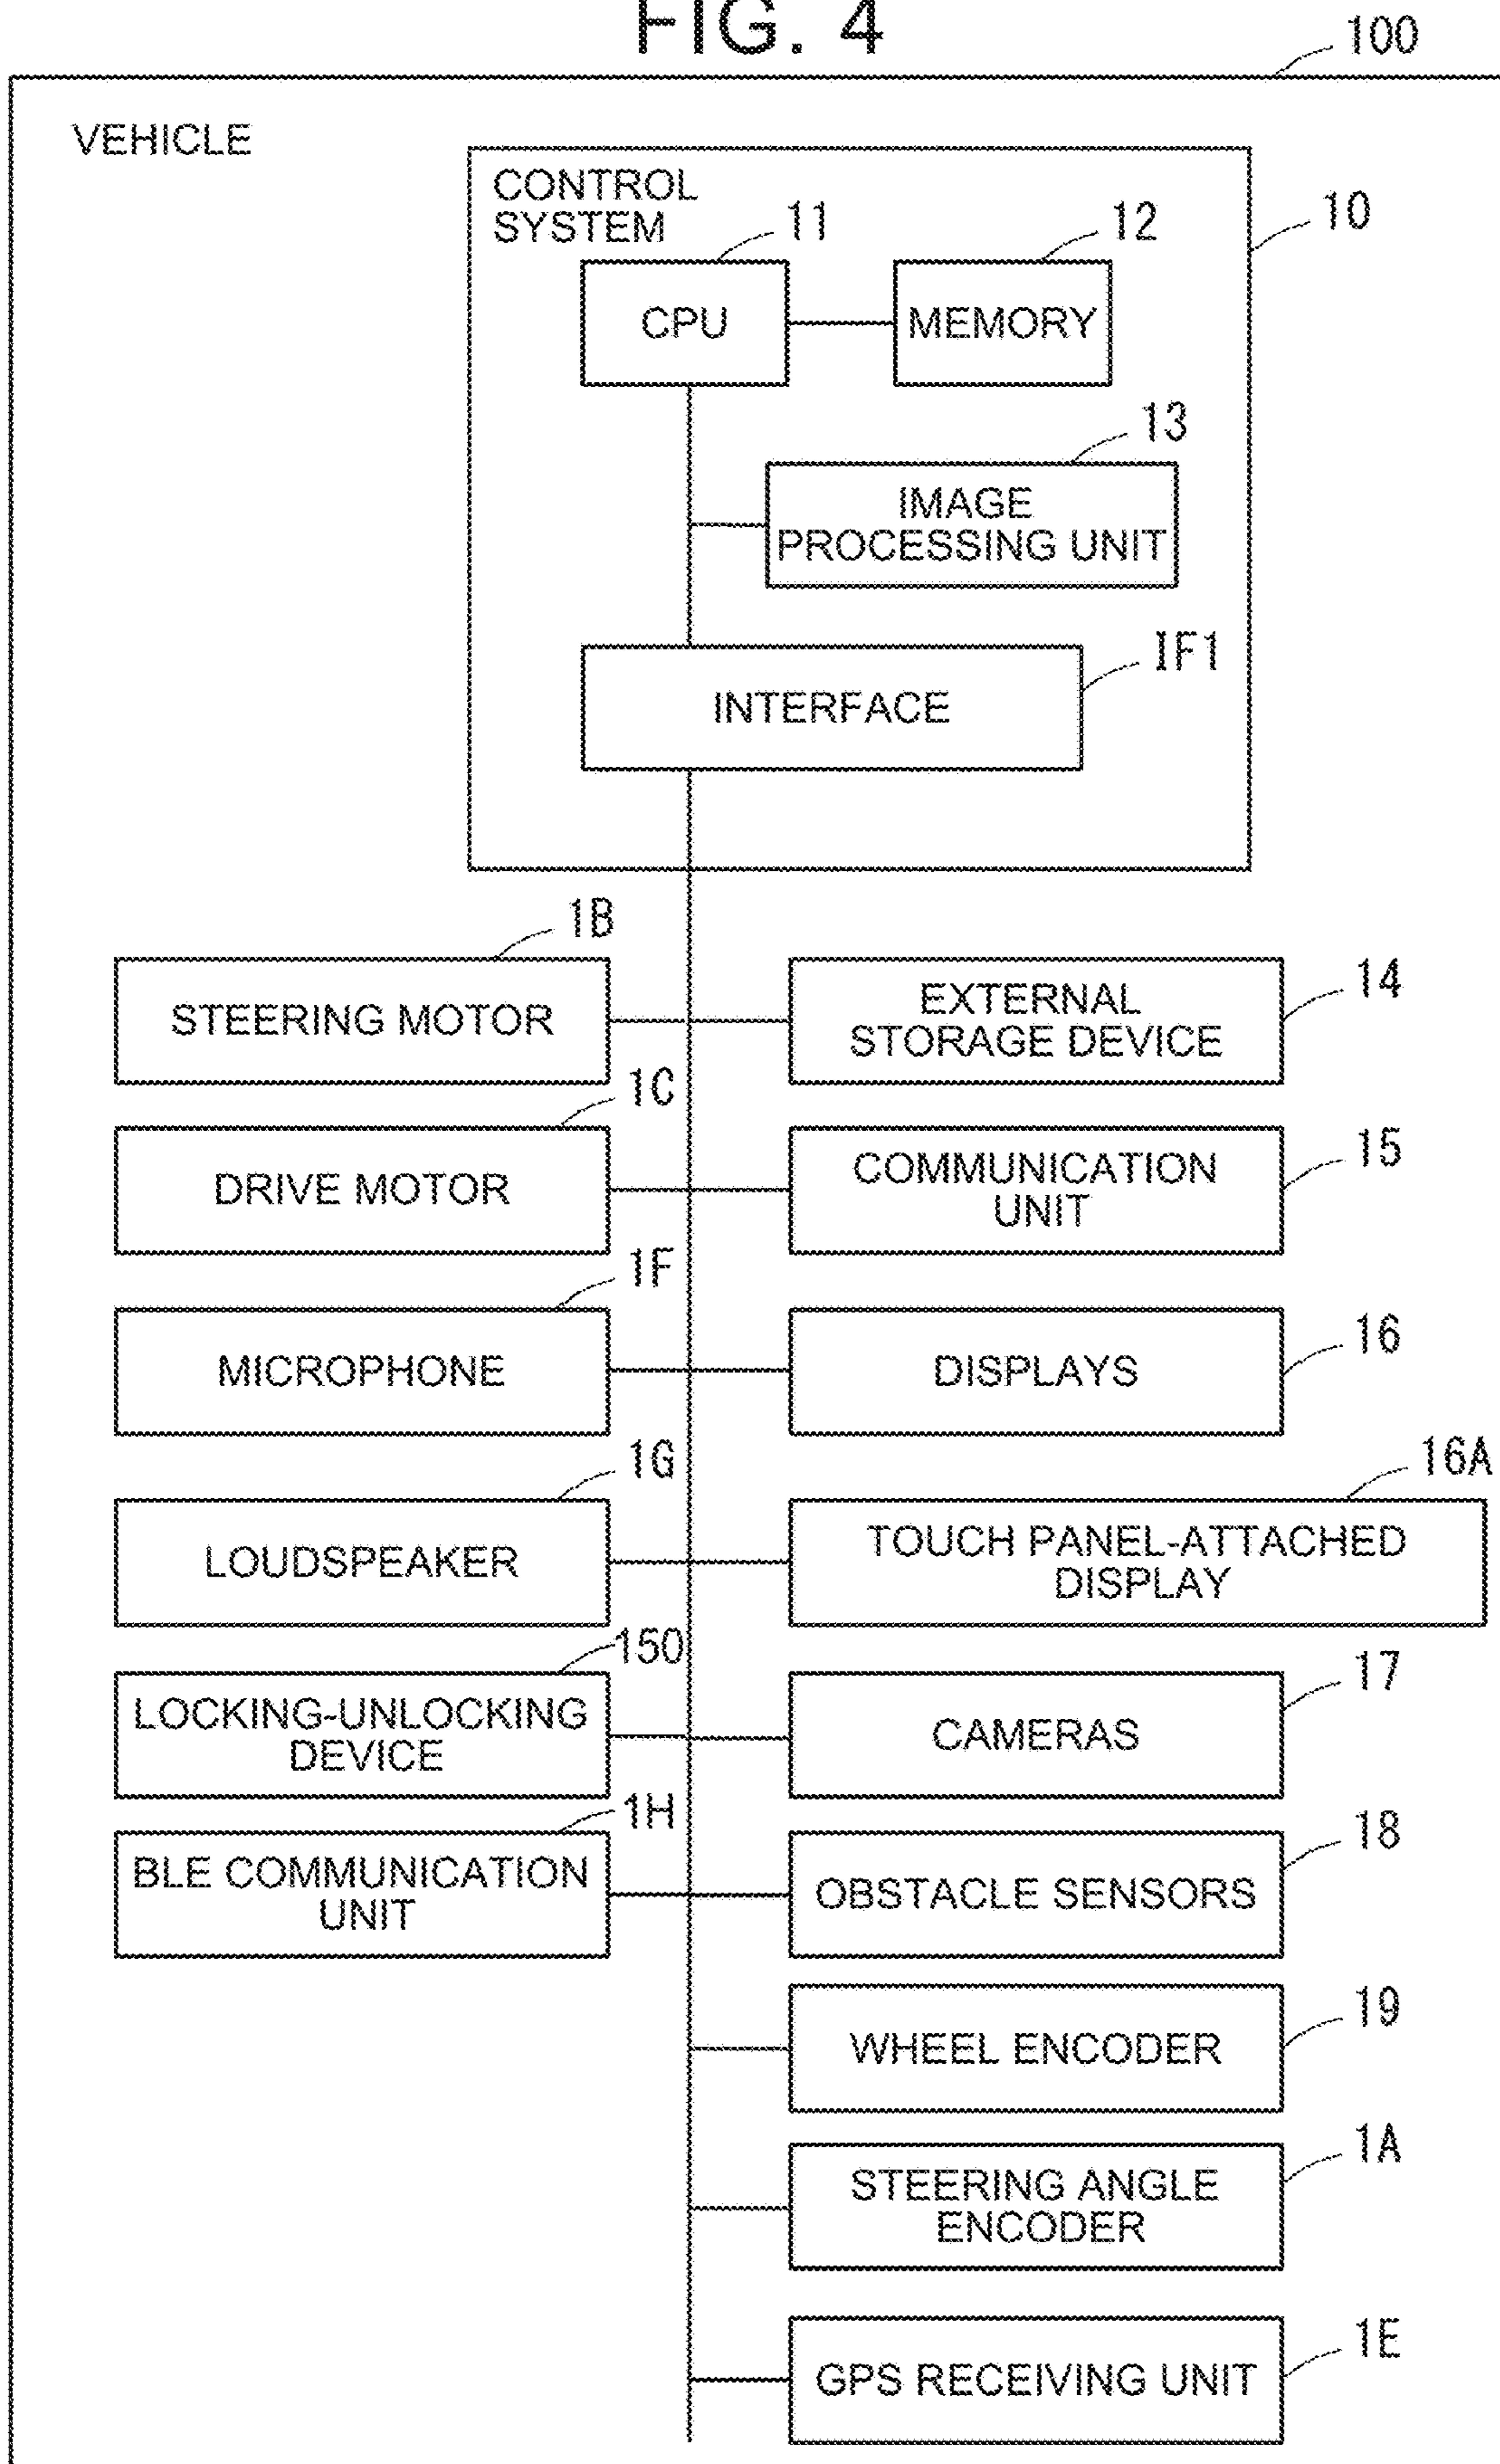 FIG. 4
100
VEHICLE
CONTROL
SYSTEM
10
11
12
CPU
MEMORY
13
IMAGE
PROCESSING UNIT
IF1
INTERFACE
1B
STEERING MOTOR
14
EXTERNAL
STORAGE DEVICE
1C
DRIVE MOTOR
15
COMMUNICATION
UNIT
1F
MICROPHONE
16
DISPLAYS
1G
LOUDSPEAKER
16A
TOUCH PANEL-ATTACHED
DISPLAY
150
LOCKING-UNLOCKING
DEVICE
17
CAMERAS
1H
BLE COMMUNICATION
UNIT
18
OBSTACLE SENSORS
19
WHEEL ENCODER
1A
STEERING ANGLE
ENCODER
1E
GPS RECEIVING UNIT